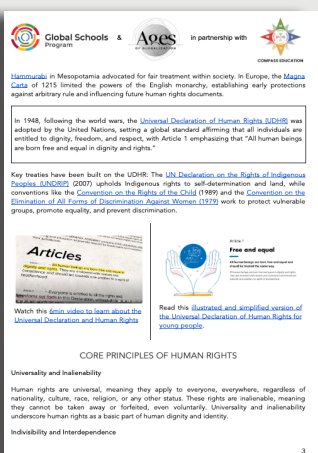 Global Schools
Program
&
Ages
OF GLOBALIZATION
in partnership with
COMPASS EDUCATION
Hammurabi in Mesopotamia advocated for fair treatment within society. In Europe, the Magna
Carta of 1215 limited the powers of the English monarchy, establishing early protections
against arbitrary rule and influencing future human rights documents.
In 1948, following the world wars, the Universal Declaration of Human Rights (UDHR) was
adopted by the United Nations, setting a global standard affirming that all individuals are
entitled to dignity, freedom, and respect, with Article 1 emphasizing that "All human beings
are born free and equal in dignity and rights."
Key treaties have been built on the UDHR: The UN Declaration on the Rights of Indigenous
Peoples (UNDRIP) (2007) upholds Indigenous rights to self-determination and land, while
conventions like the Convention on the Rights of the Child (1989) and the Convention on the
Elimination of All Forms of Discrimination Against Women (1979) work to protect vulnerable
groups, promote equality, and prevent discrimination.
Articles
Free and equal
Watch this 6min video to learn about the
Universal Declaration and Human Rights
Read this illustrated and simplified version of
the Universal Declaration of Human Rights for
young people.
CORE PRINCIPLES OF HUMAN RIGHTS
Universality and Inalienability
Human rights are universal, meaning they apply to everyone, everywhere, regardless of
nationality, culture, race, religion, or any other status. These rights are inalienable, meaning
they cannot be taken away or forfeited, even voluntarily. Universality and inalienability
underscore human rights as a basic part of human dignity and identity.
Indivisibility and Interdependence
3